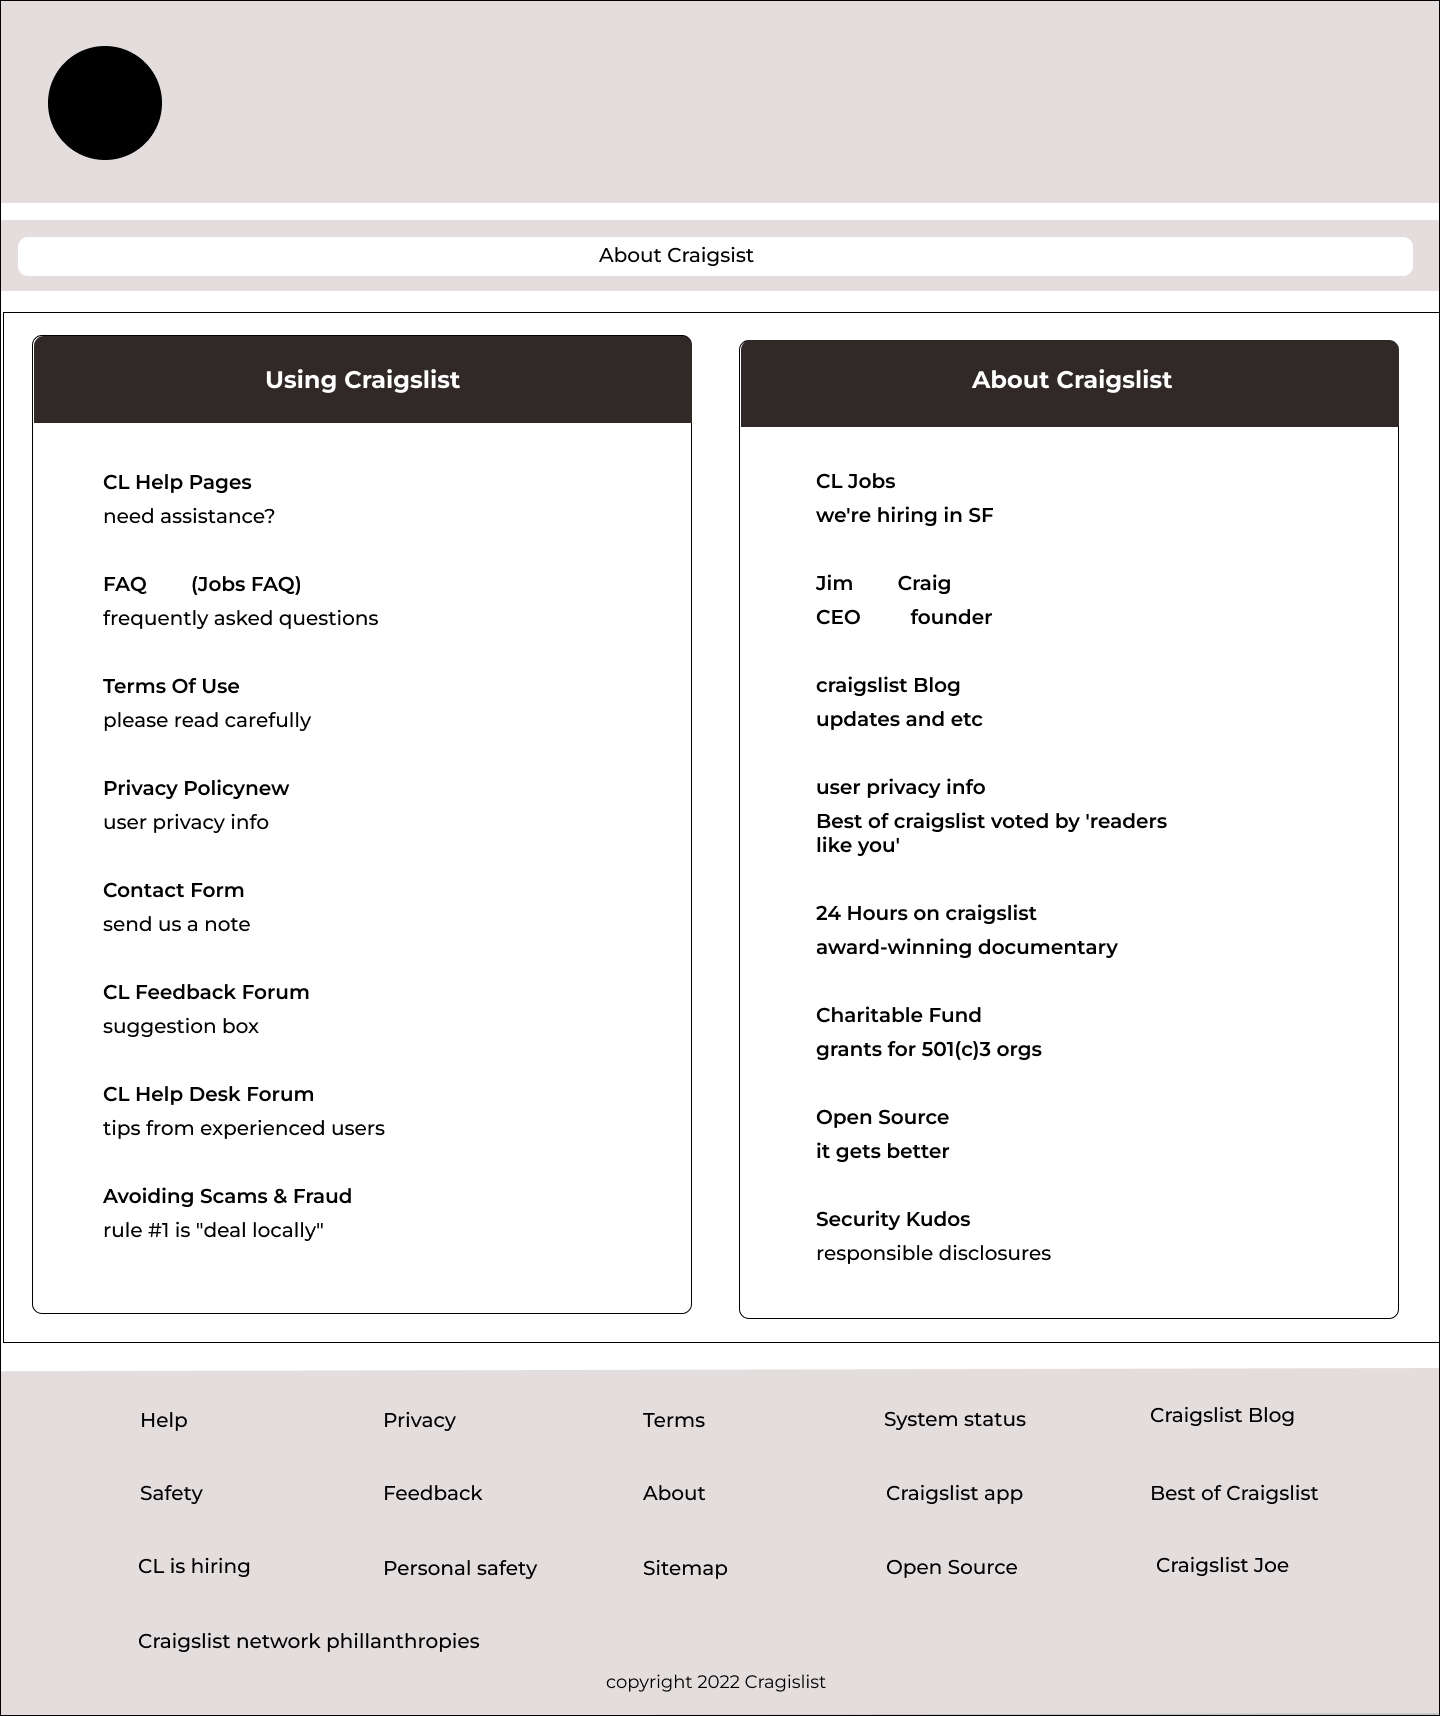 About Craigsist
Using Craigslist
CL Help Pages
need assistance?
FAQ (Jobs FAQ)
frequently asked questions
Terms Of Use
please read carefully
Privacy Policynew
user privacy info
Contact Form
send us a note
CL Feedback Forum
suggestion box
CL Help Desk Forum
tips from experienced users
Avoiding Scams & Fraud
rule #1 is "deal locally"
About Craigslist
CL Jobs
we're hiring in SF
Jim Craig
CEO founder
craigslist Blog
updates and etc
user privacy info
Best of craigslist voted by 'readers
like you'
24 Hours on craigslist
award-winning documentary
Charitable Fund
grants for 501(c)3 orgs
Open Source
it gets better
Security Kudos
responsible disclosures
Help Privacy Terms System status Craigslist Blog
Safety Feedback About Craigslist app Best of Craigslist
CL is hiring Personal safety Sitemap Open Source Craigslist Joe
Craigslist network phillanthropies
copyright 2022 Cragislist